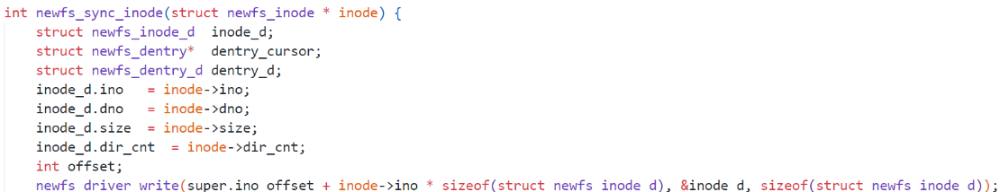 int newfs_sync_inode(struct newfs_inode * inode) {
    struct newfs_inode_d  inode_d;
    struct newfs_dentry*  dentry_cursor;
    struct newfs_dentry_d dentry_d;
    inode_d.ino   = inode->ino;
    inode_d.dno   = inode->dno;
    inode_d.size  = inode->size;
    inode_d.dir_cnt  = inode->dir_cnt;
    int offset;
    newfs_driver_write(super.ino_offset + inode->ino * sizeof(struct newfs_inode_d), &inode_d, sizeof(struct newfs_inode_d));